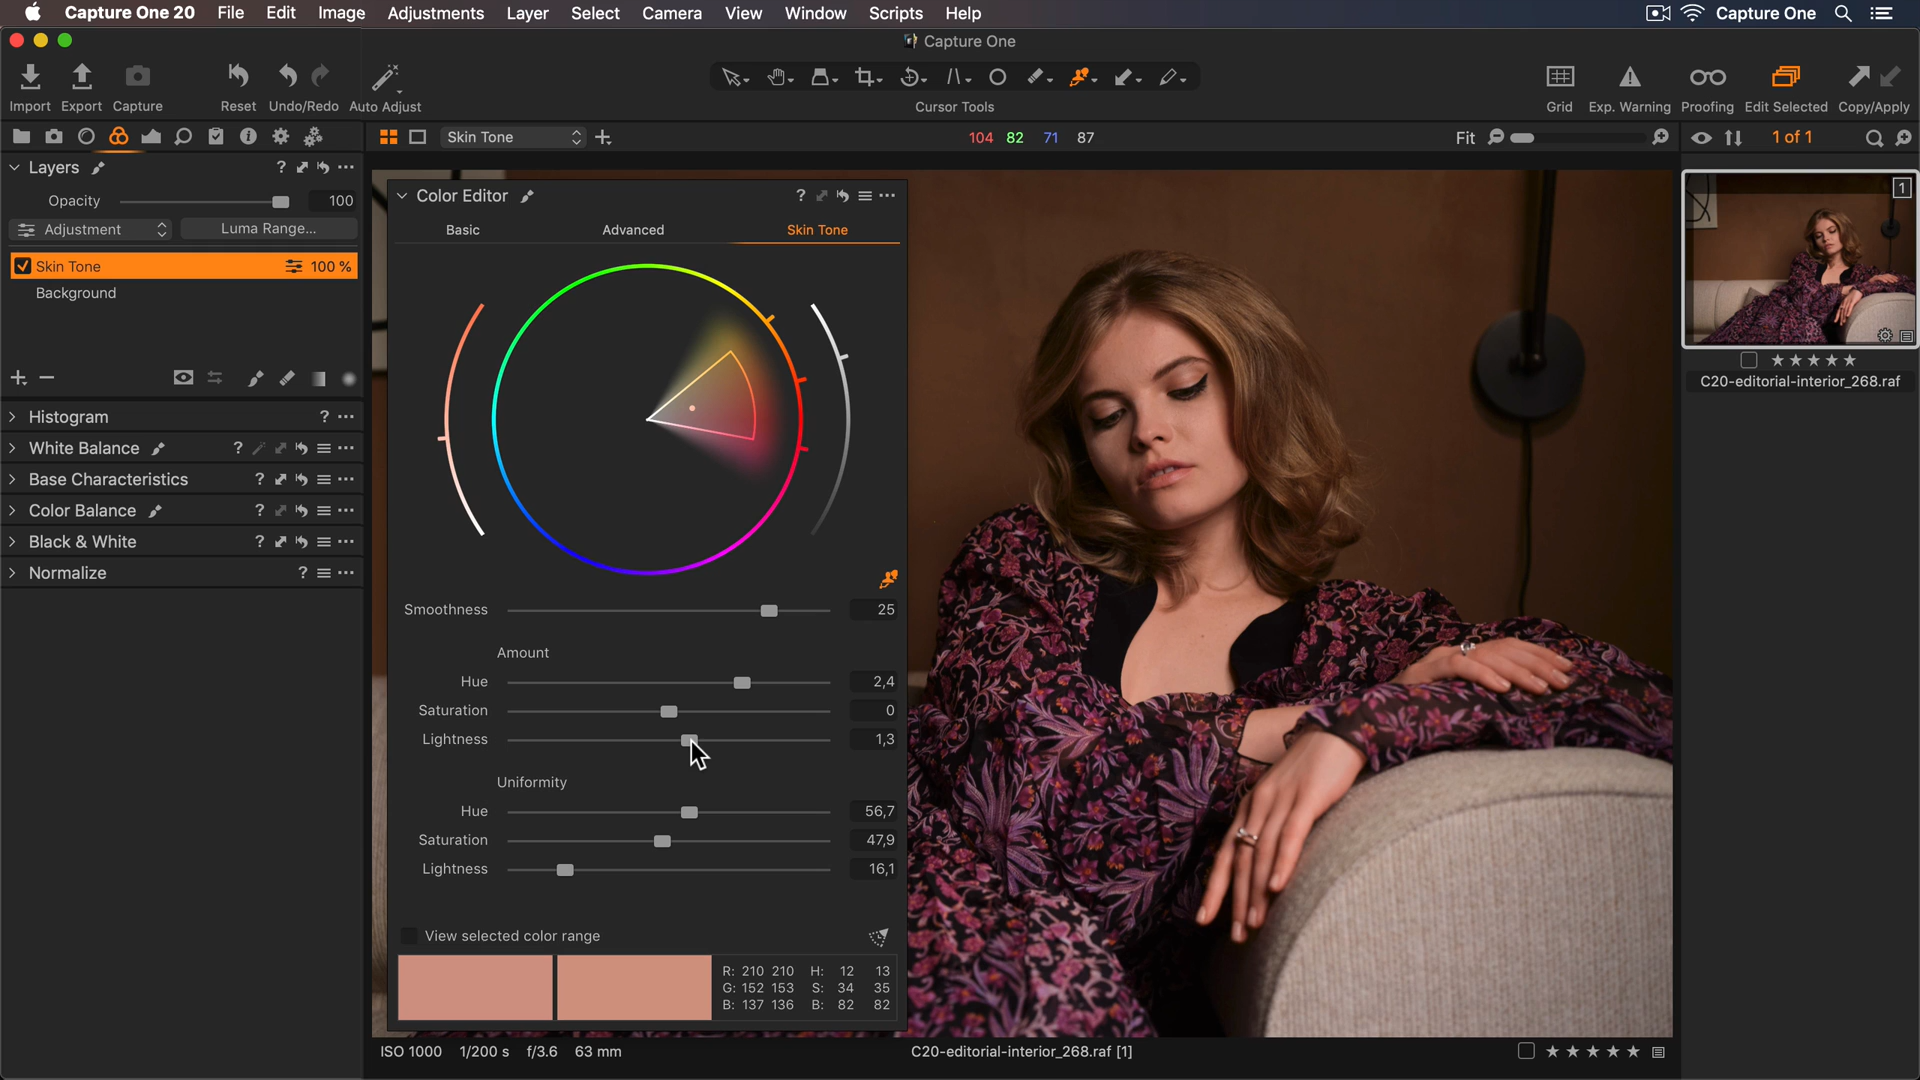 Capture One 20 File Edit Image Adjustments Layer Select Camera View Window Scripts Help Capture One
Capture One
Import Export Capture Reset Undo/Redo Auto Adjust Cursor Tools Grid Exp. Warning Proofing Edit Selected Copy/Apply
Skin Tone 104 82 71 87 Fit 1 of 1
Layers ?
Opacity 100
Adjustment Luma Range...
Skin Tone 100 %
Background
Histogram ?
White Balance ?
Base Characteristics ?
Color Balance ?
Black & White ?
Normalize ?
Color Editor ?
Basic Advanced Skin Tone
Smoothness 25
Amount
Hue 2,4
Saturation 0
Lightness 1,3
Uniformity
Hue 56,7
Saturation 47,9
Lightness 16,1
View selected color range
R: 210 210 H: 12 13
G: 152 153 S: 34 35
B: 137 136 B: 82 82
ISO 1000 1/200 s f/3.6 63 mm C20-editorial-interior_268.raf [1]
1
C20-editorial-interior_268.raf